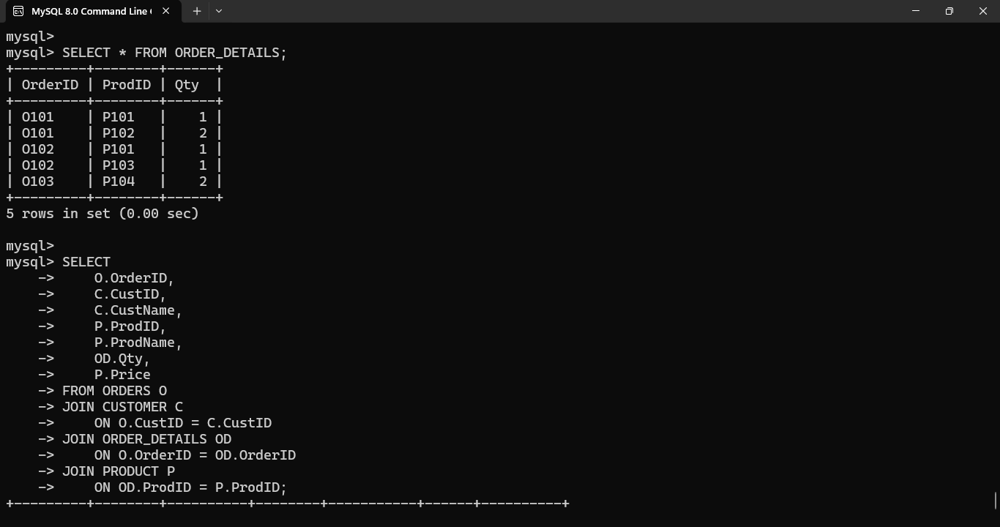 MySQL 8.0 Command Line
mysql>
mysql> SELECT * FROM ORDER_DETAILS;
+---------+--------+------+
| OrderID | ProdID | Qty  |
+---------+--------+------+
| O101    | P101   |    1 |
| O101    | P102   |    2 |
| O102    | P101   |    1 |
| O102    | P103   |    1 |
| O103    | P104   |    2 |
+---------+--------+------+
5 rows in set (0.00 sec)
mysql>
mysql> SELECT
    ->     O.OrderID,
    ->     C.CustID,
    ->     C.CustName,
    ->     P.ProdID,
    ->     P.ProdName,
    ->     OD.Qty,
    ->     P.Price
    -> FROM ORDERS O
    -> JOIN CUSTOMER C
    ->     ON O.CustID = C.CustID
    -> JOIN ORDER_DETAILS OD
    ->     ON O.OrderID = OD.OrderID
    -> JOIN PRODUCT P
    ->     ON OD.ProdID = P.ProdID;
+---------+--------+----------+--------+-----------+------+----------+